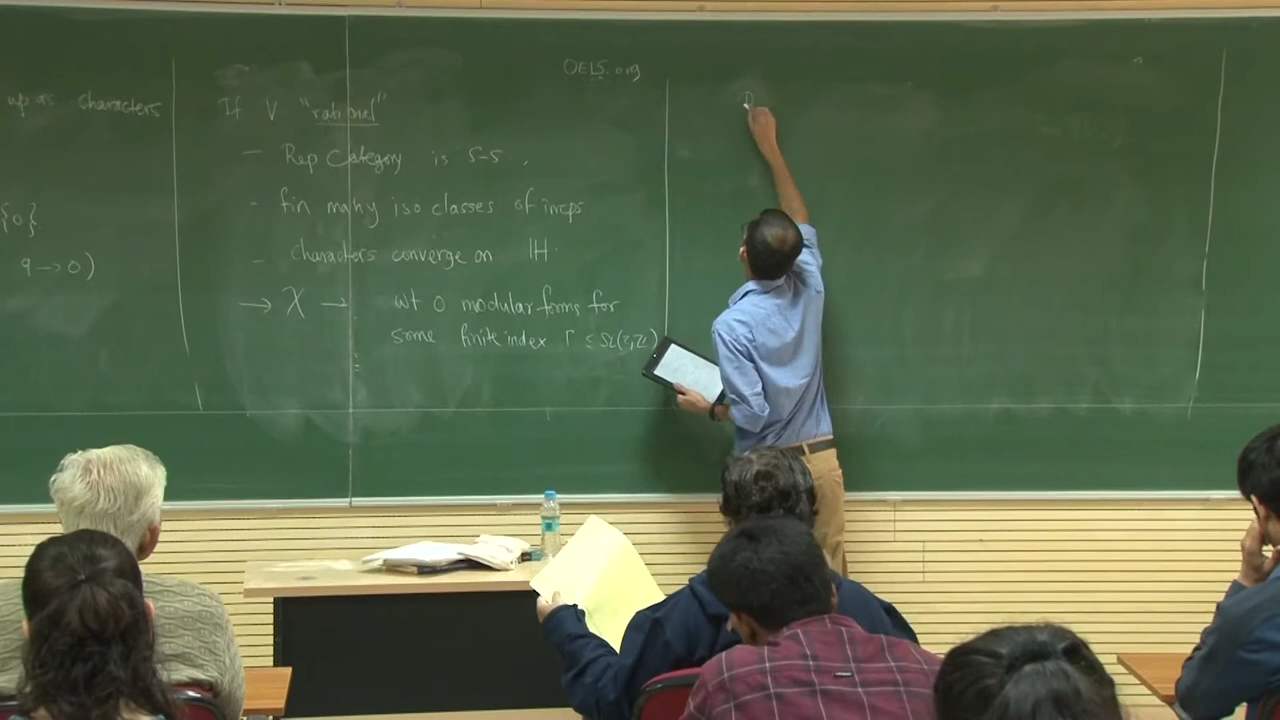 up as characters
{0}
q → 0)
If V "rational"
– Rep Category is S-S.
- fin many iso classes of irreps
– characters converge on ℍ
→ χ → wt 0 modular forms for
some finite index Γ ≤ SL(2,ℤ)
OEIS.org